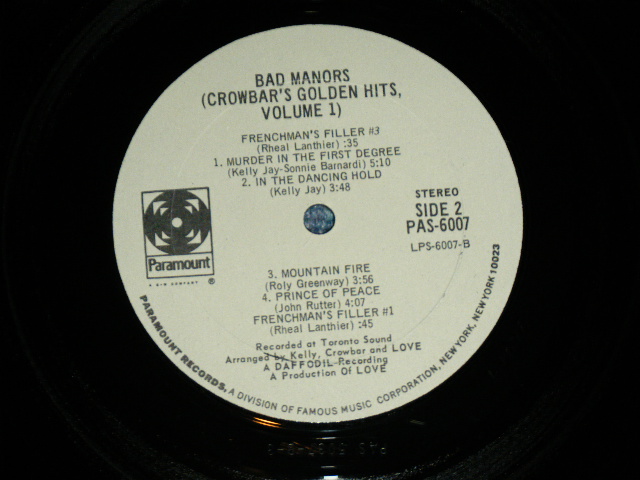 BAD MANORS
(CROWBAR'S GOLDEN HITS,
VOLUME 1)
FRENCHMAN'S FILLER #3
(Rheal Lanthier) :35
1. MURDER IN THE FIRST DEGREE
(Kelly Jay-Sonnie Barnardi) 5:10
2. IN THE DANCING HOLD
(Kelly Jay) 3:48
STEREO
SIDE 2
PAS-6007
LPS-6007-B
Paramount
®
A G+W COMPANY
3. MOUNTAIN FIRE
(Roly Greenway) 3:56
4. PRINCE OF PEACE
(John Rutter) 4:07
FRENCHMAN'S FILLER #1
(Rheal Lanthier) :45
Recorded at Toronto Sound
Arranged by Kelly, Crowbar and LOVE
A DAFFODIL Recording
A Production Of LOVE
PARAMOUNT RECORDS, A DIVISION OF FAMOUS MUSIC CORPORATION, NEW YORK, NEW YORK 10023